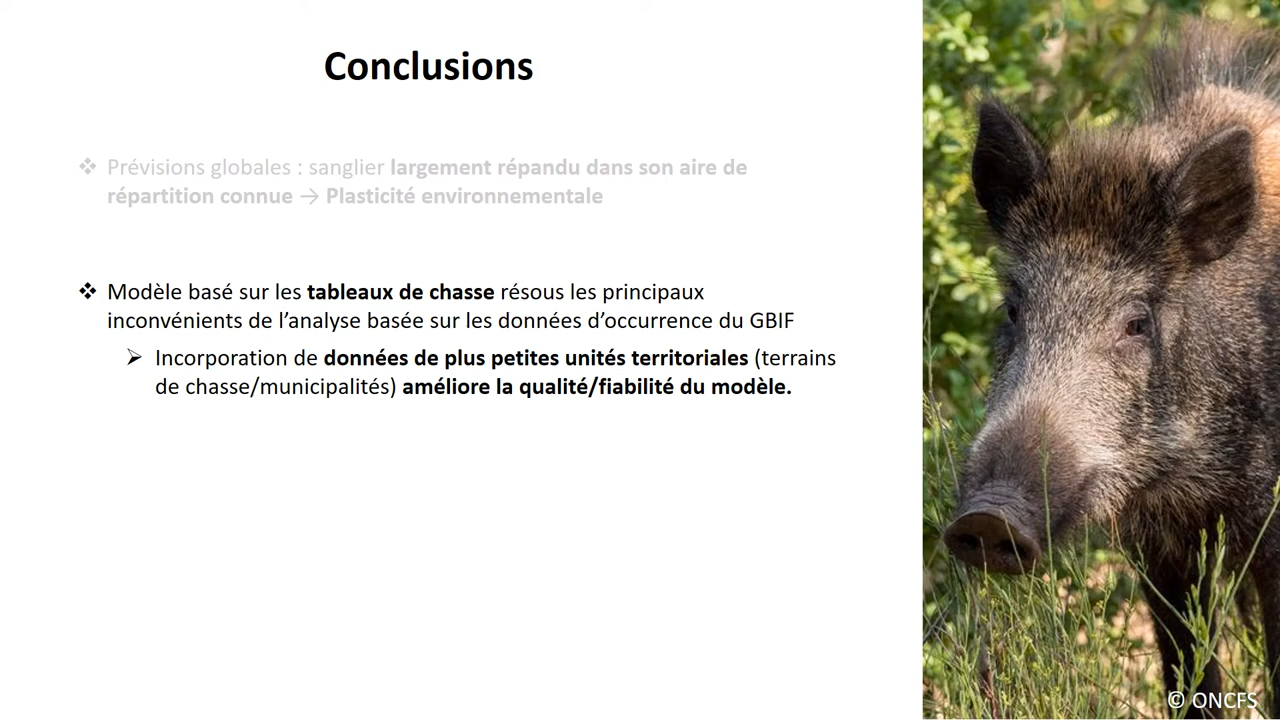 Conclusions
❖ Prévisions globales : sanglier largement répandu dans son aire de
répartition connue → Plasticité environnementale
❖ Modèle basé sur les tableaux de chasse résous les principaux
inconvénients de l’analyse basée sur les données d’occurrence du GBIF
➢ Incorporation de données de plus petites unités territoriales (terrains
de chasse/municipalités) améliore la qualité/fiabilité du modèle.
© ONCFS